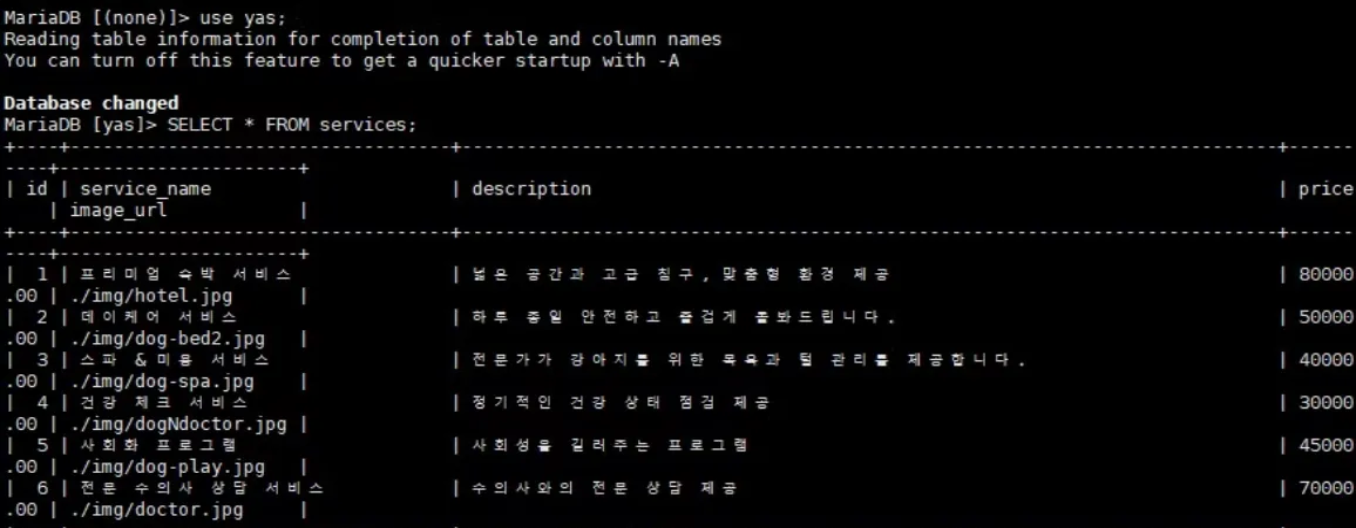 MariaDB [(none)]> use yas;
Reading table information for completion of table and column names
You can turn off this feature to get a quicker startup with -A
Database changed
MariaDB [yas]> SELECT * FROM services;
+----+-----------------------------------+---------------------------------------------------------------------------+------
----+----------------------+
| id | service_name | description | price
| image_url |
+----+-----------------------------------+---------------------------------------------------------------------------+------
----+----------------------+
| 1 | 프리미엄 숙박 서비스 | 넓은 공간과 고급 침구, 맞춤형 환경 제공 | 80000
.00 | ./img/hotel.jpg |
| 2 | 데이케어 서비스 | 하루 종일 안전하고 즐겁게 돌봐드립니다. | 50000
.00 | ./img/dog-bed2.jpg |
| 3 | 스파 & 미용 서비스 | 전문가가 강아지를 위한 목욕과 털 관리를 제공합니다. | 40000
.00 | ./img/dog-spa.jpg |
| 4 | 건강 체크 서비스 | 정기적인 건강 상태 점검 제공 | 30000
.00 | ./img/dogNdoctor.jpg |
| 5 | 사회화 프로그램 | 사회성을 길러주는 프로그램 | 45000
.00 | ./img/dog-play.jpg |
| 6 | 전문 수의사 상담 서비스 | 수의사와의 전문 상담 제공 | 70000
.00 | ./img/doctor.jpg |